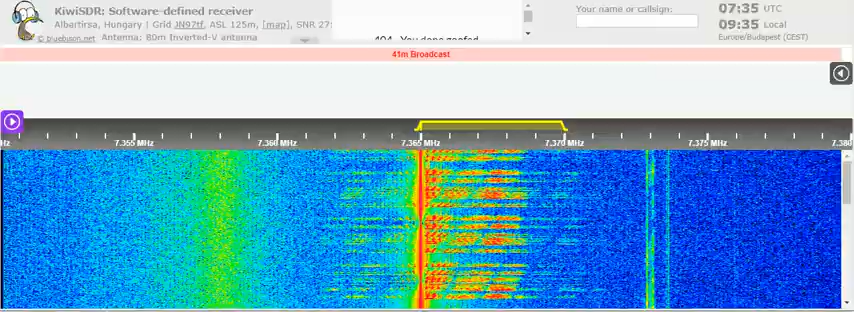 KiwiSDR: Software-defined receiver
Albartirsa, Hungary | Grid JN97tf, ASL 125m, [map], SNR 27:
© bluebison.net Antenna: 80m Inverted-V antenna
404 You done goofed
Your name or callsign:
07:35 UTC
09:35 Local
Europe/Budapest (CEST)
41m Broadcast
Hz 7.355 MHz 7.360 MHz 7.365 MHz 7.370 MHz 7.375 MHz 7.380